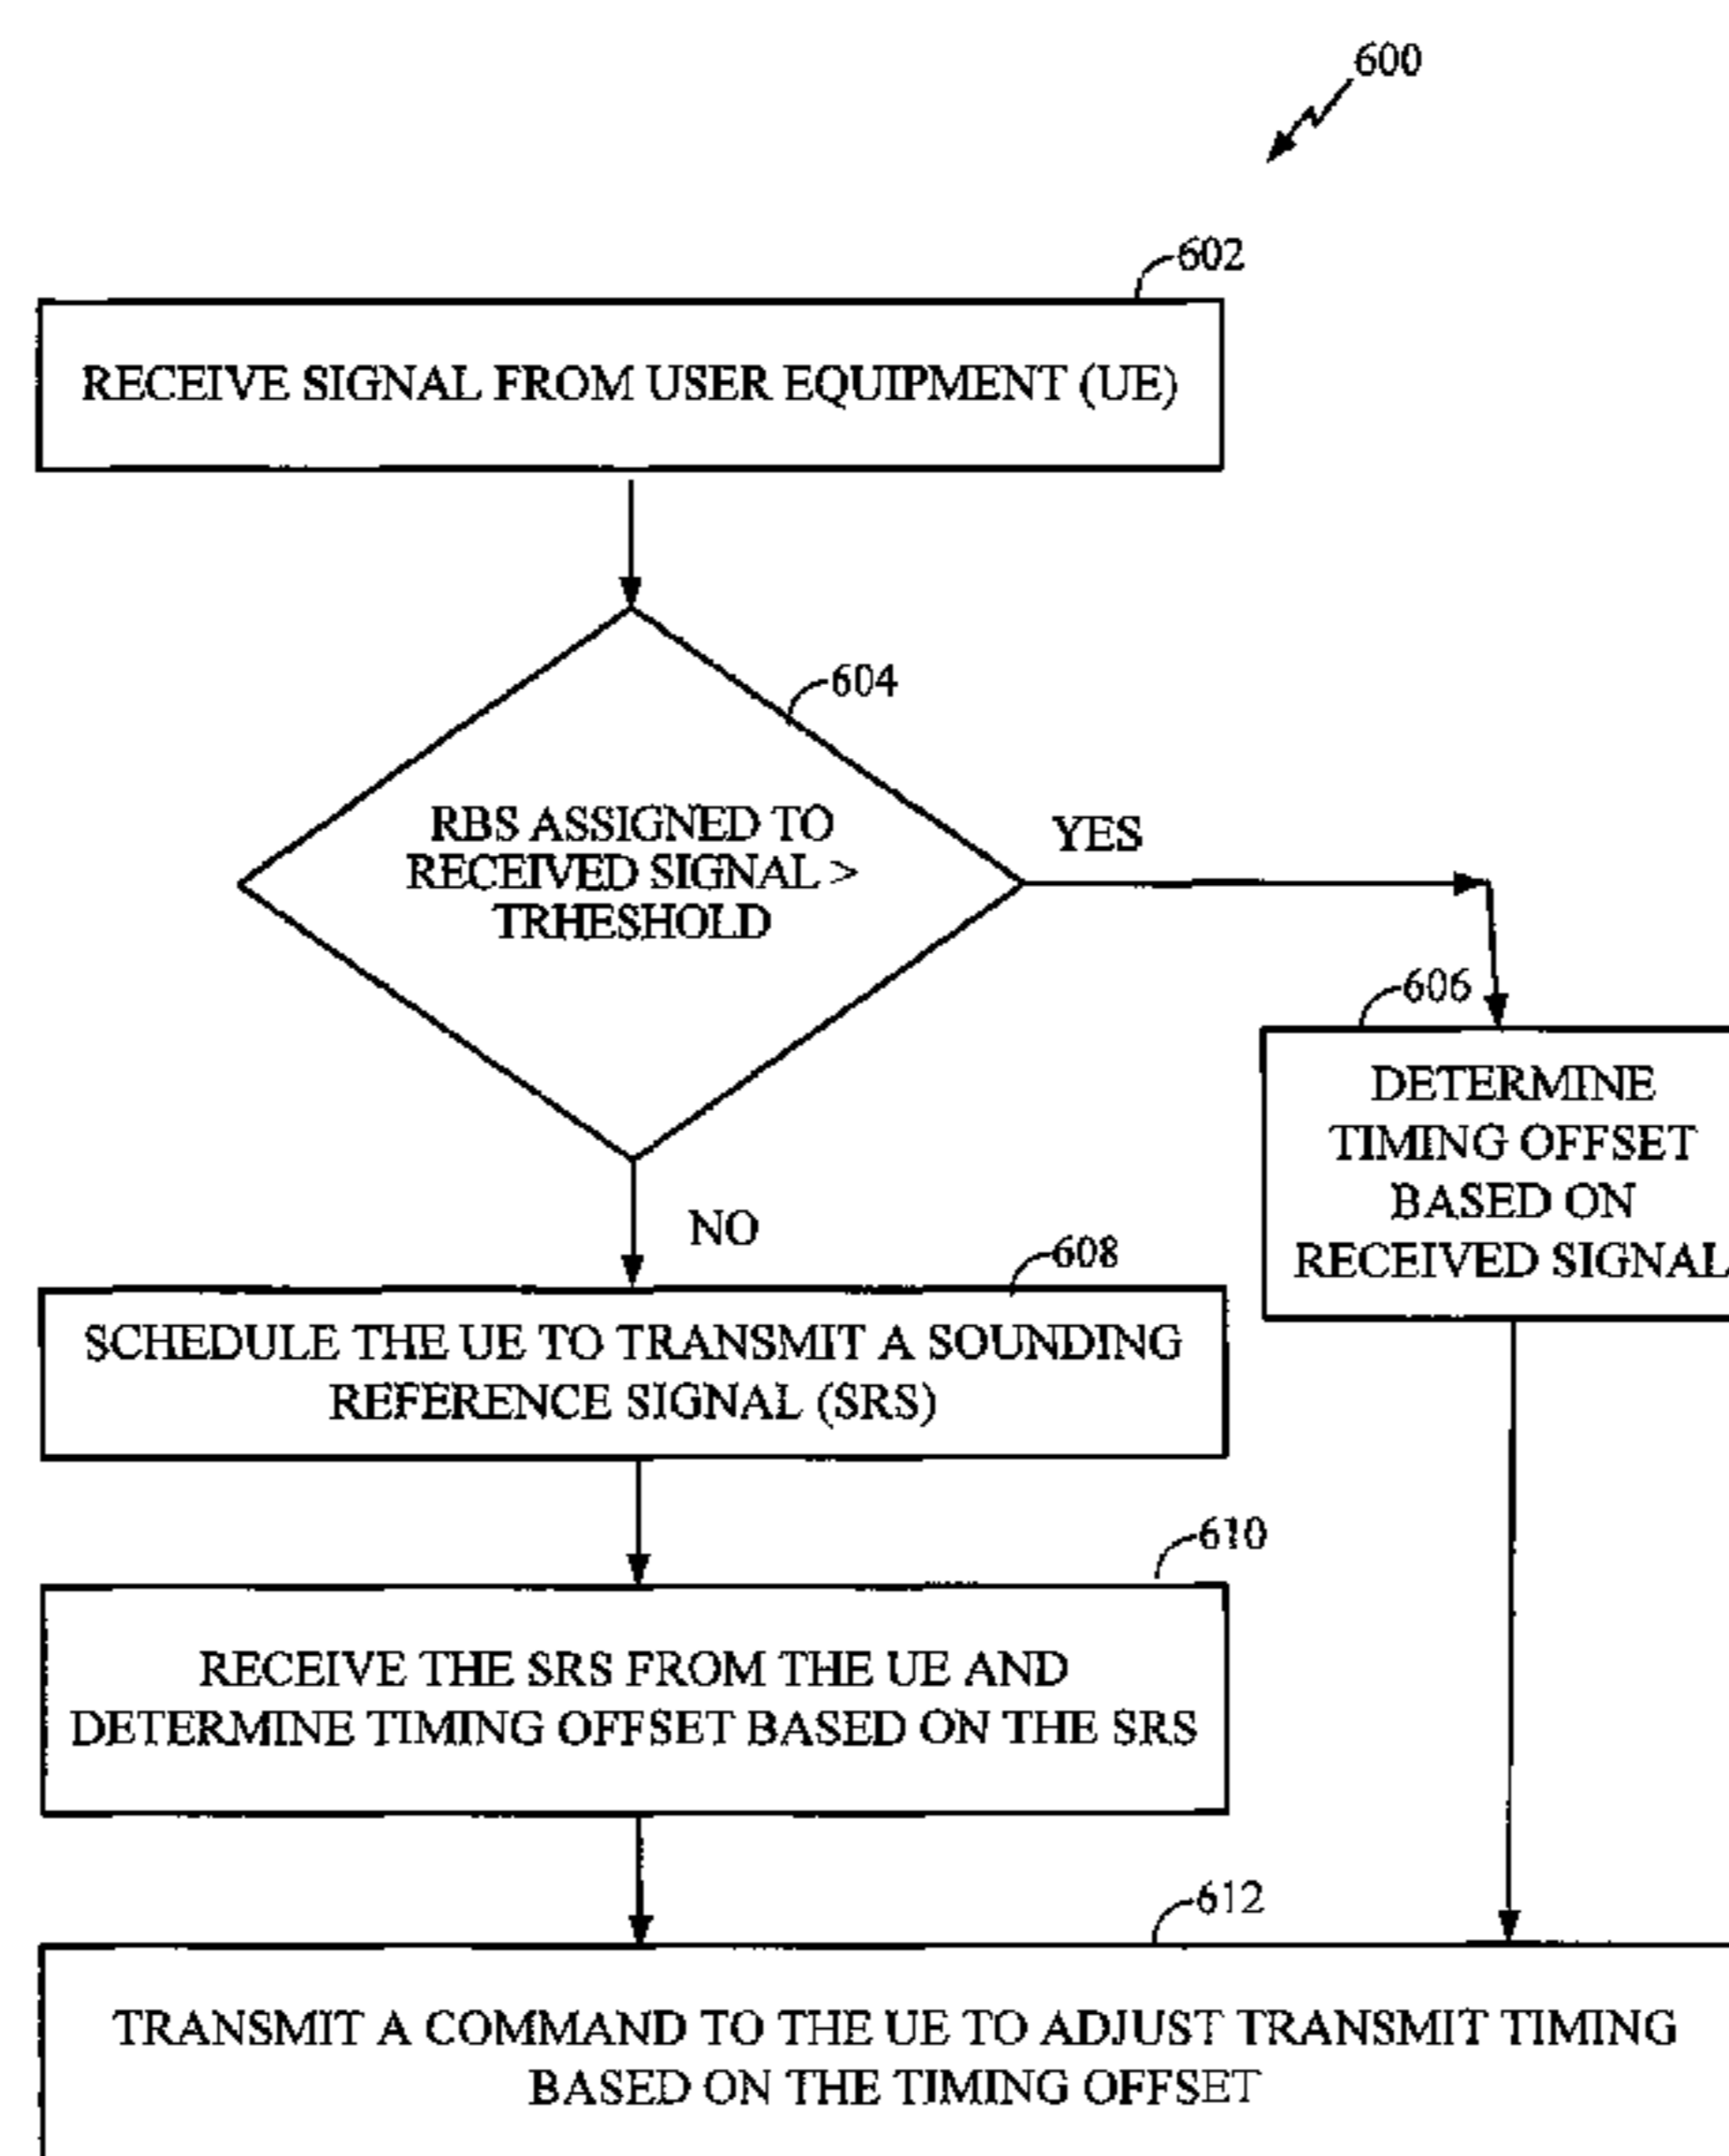 600
602
RECEIVE SIGNAL FROM USER EQUIPMENT (UE)
604
RBS ASSIGNED TO
RECEIVED SIGNAL >
TRHESHOLD
YES
606
DETERMINE
TIMING OFFSET
BASED ON
RECEIVED SIGNAL
NO
608
SCHEDULE THE UE TO TRANSMIT A SOUNDING
REFERENCE SIGNAL (SRS)
610
RECEIVE THE SRS FROM THE UE AND
DETERMINE TIMING OFFSET BASED ON THE SRS
612
TRANSMIT A COMMAND TO THE UE TO ADJUST TRANSMIT TIMING
BASED ON THE TIMING OFFSET